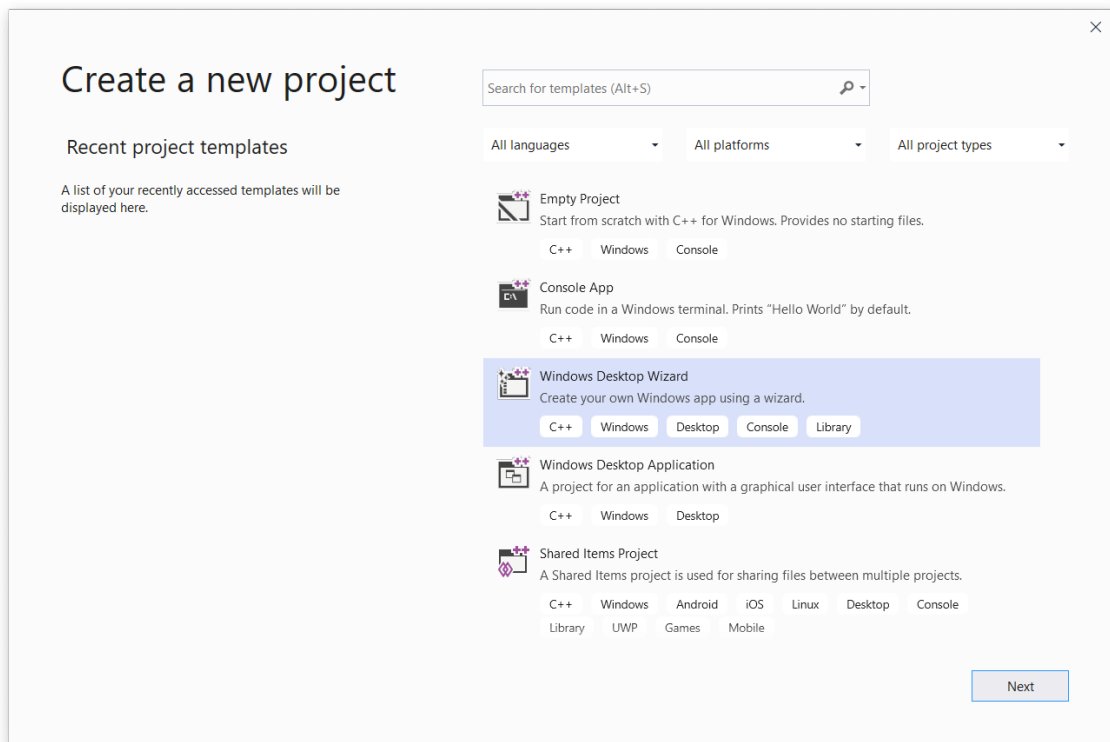 Create a new project
Search for templates (Alt+S)
Recent project templates
A list of your recently accessed templates will be
displayed here.
All languages
All platforms
All project types
Empty Project
Start from scratch with C++ for Windows. Provides no starting files.
C++ Windows Console
Console App
Run code in a Windows terminal. Prints "Hello World" by default.
C++ Windows Console
Windows Desktop Wizard
Create your own Windows app using a wizard.
C++ Windows Desktop Console Library
Windows Desktop Application
A project for an application with a graphical user interface that runs on Windows.
C++ Windows Desktop
Shared Items Project
A Shared Items project is used for sharing files between multiple projects.
C++ Windows Android iOS Linux Desktop Console
Library UWP Games Mobile
Next